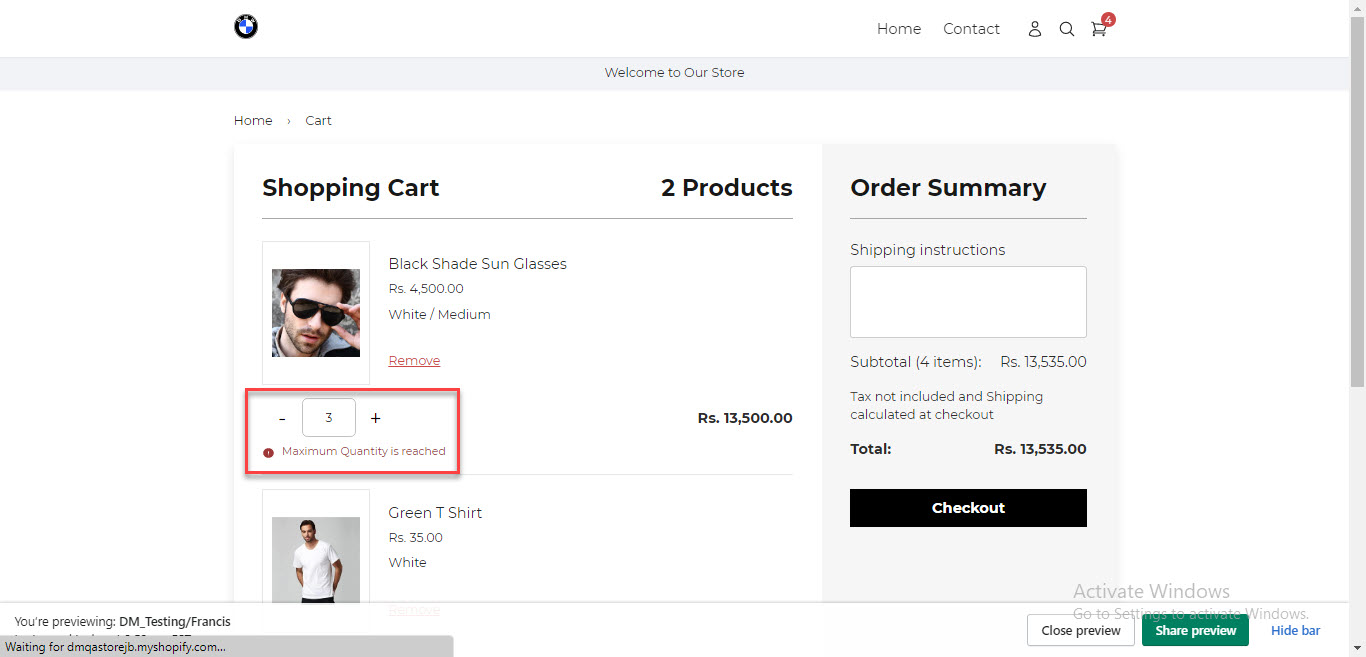 Home Contact 4
Welcome to Our Store
Home › Cart
Shopping Cart 2 Products
Black Shade Sun Glasses
Rs. 4,500.00
White / Medium
Remove
- 3 +
Rs. 13,500.00
Maximum Quantity is reached
Green T Shirt
Rs. 35.00
White
Remove
Order Summary
Shipping instructions
Subtotal (4 items): Rs. 13,535.00
Tax not included and Shipping
calculated at checkout
Total: Rs. 13,535.00
Checkout
Activate Windows
Go to Settings to activate Windows.
You're previewing: DM_Testing/Francis
Waiting for dmqastorejb.myshopify.com...
Close preview Share preview Hide bar